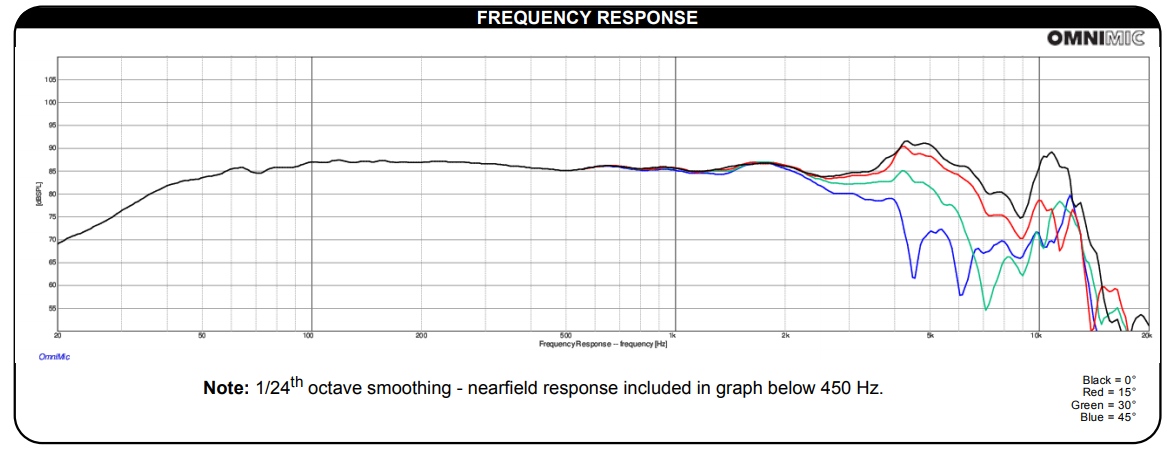 FREQUENCY RESPONSE
OMNIMIC
105
100
95
90
85
80
75
70
65
60
55
[dBSPL]
20 50 100 200 500 1k 2k 5k 10k 20k
Frequency Response -- frequency [Hz]
OmniMic
Note: 1/24th octave smoothing - nearfield response included in graph below 450 Hz.
Black = 0°
Red = 15°
Green = 30°
Blue = 45°